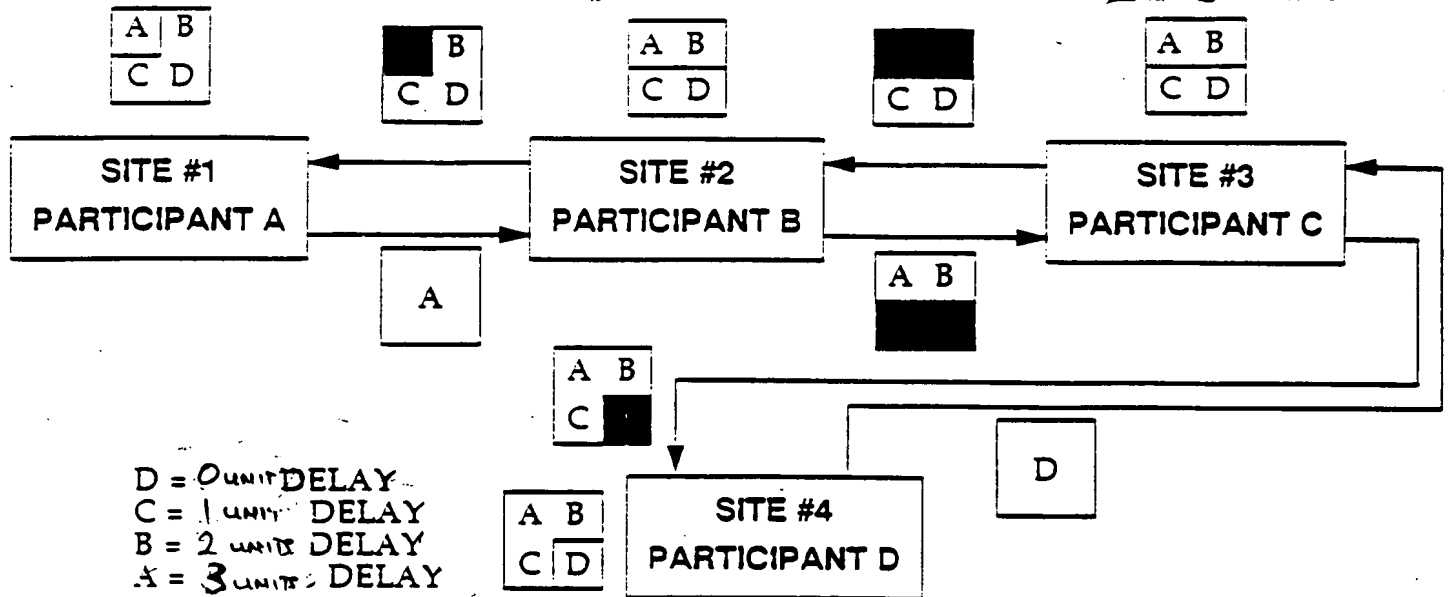 A B
C D
B
C D
A B
C D
C D
A B
C D
SITE #1
PARTICIPANT A
SITE #2
PARTICIPANT B
SITE #3
PARTICIPANT C
A
A B
A B
C
D
D = 0 UNIT DELAY
C = 1 UNIT DELAY
B = 2 UNITS DELAY
A = 3 UNITS DELAY
A B
C D
SITE #4
PARTICIPANT D